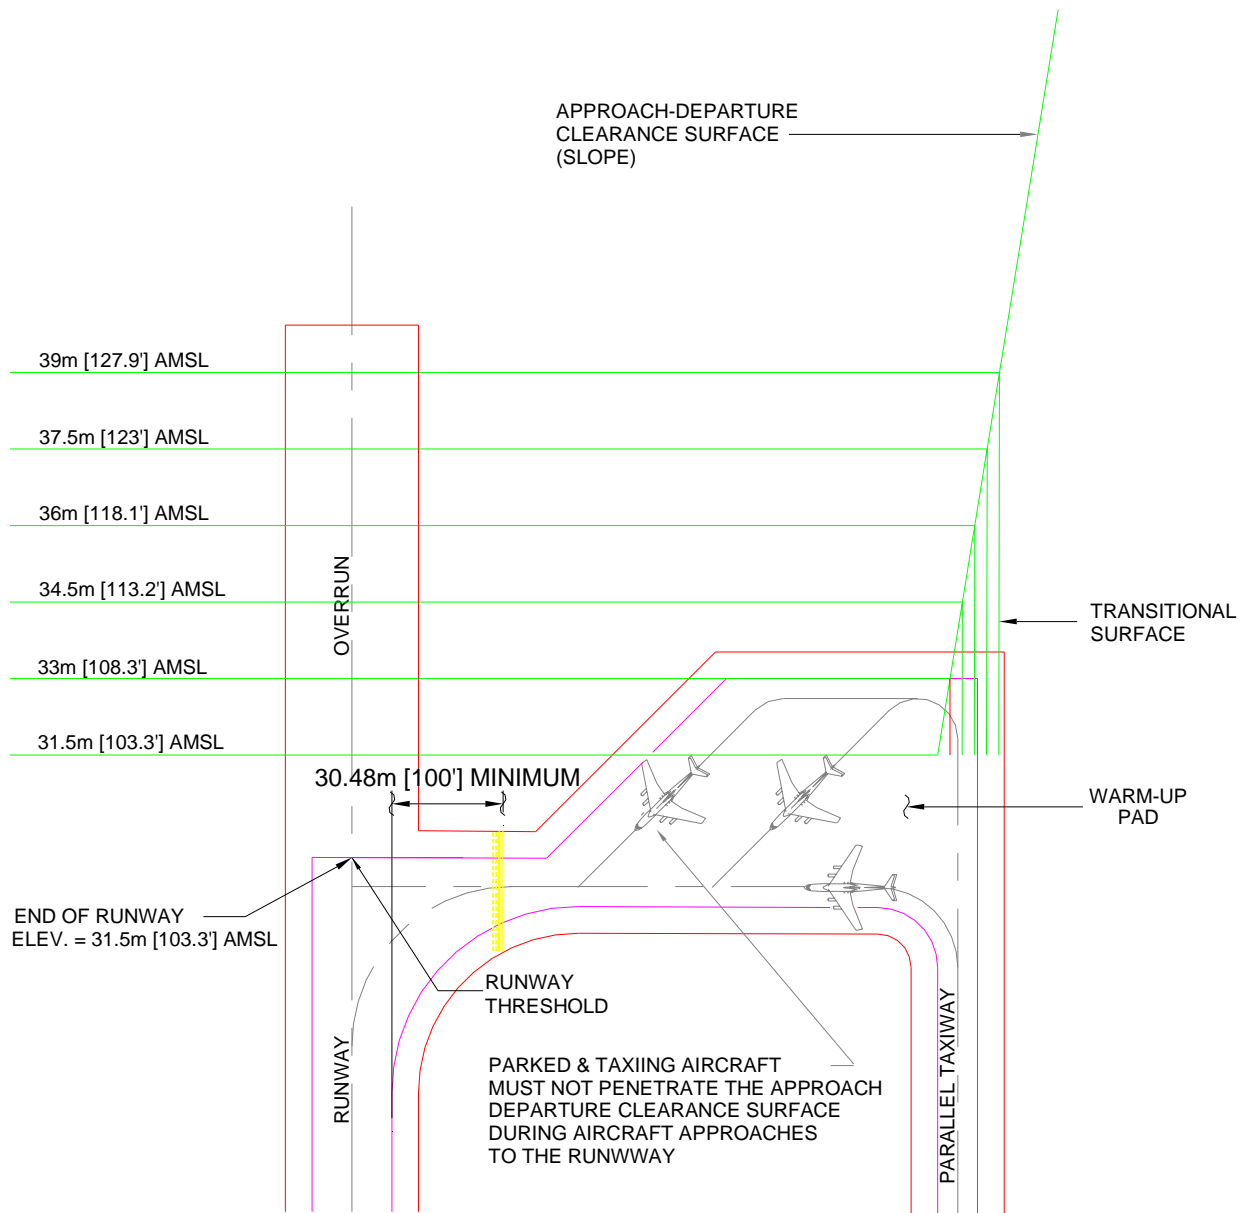 APPROACH-DEPARTURE
CLEARANCE SURFACE
(SLOPE)
39m [127.9'] AMSL
37.5m [123'] AMSL
36m [118.1'] AMSL
34.5m [113.2'] AMSL
OVERRUN
TRANSITIONAL
SURFACE
33m [108.3'] AMSL
31.5m [103.3'] AMSL
30.48m [100'] MINIMUM
WARM-UP
PAD
END OF RUNWAY
ELEV. = 31.5m [103.3'] AMSL
RUNWAY
THRESHOLD
RUNWAY
PARKED & TAXIING AIRCRAFT
MUST NOT PENETRATE THE APPROACH
DEPARTURE CLEARANCE SURFACE
DURING AIRCRAFT APPROACHES
TO THE RUNWWAY
PARALLEL TAXIWAY